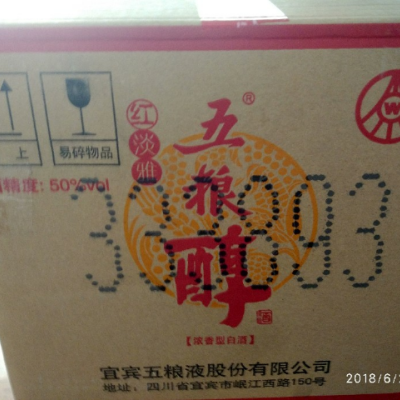 上
易碎物品
红淡雅
五粮醇
®
W
精度: 50%vol
【浓香型白酒】
宜宾五粮液股份有限公司
地址：四川省宜宾市岷江西路150号
2018/6/2